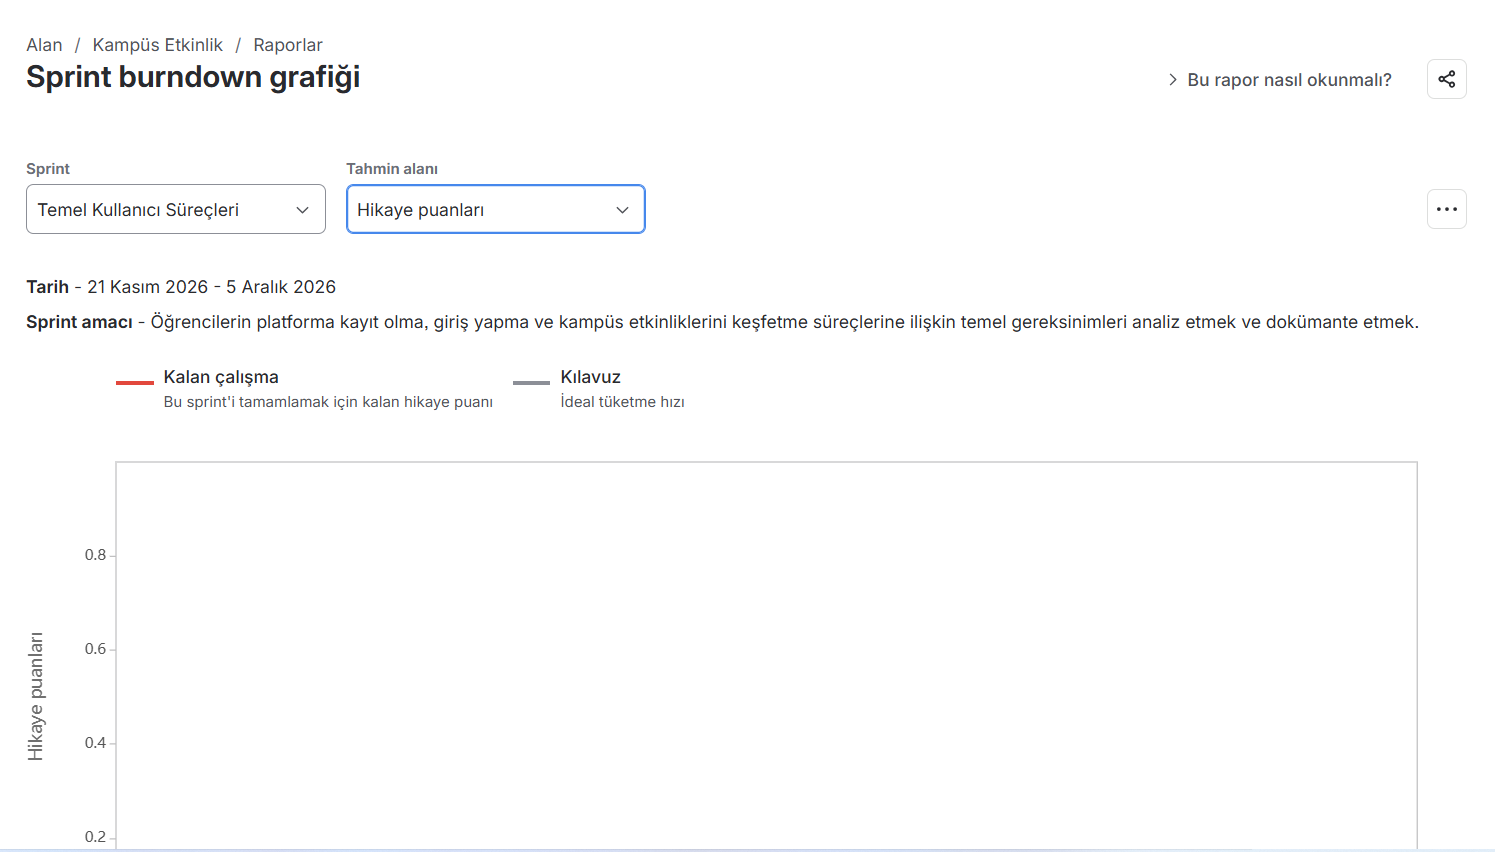 Alan / Kampüs Etkinlik / Raporlar
Sprint burndown grafiği
Bu rapor nasıl okunmalı?
Sprint
Tahmin alanı
Temel Kullanıcı Süreçleri
Hikaye puanları
Tarih - 21 Kasım 2026 - 5 Aralık 2026
Sprint amacı - Öğrencilerin platforma kayıt olma, giriş yapma ve kampüs etkinliklerini keşfetme süreçlerine ilişkin temel gereksinimleri analiz etmek ve dokümante etmek.
Kalan çalışma
Bu sprint'i tamamlamak için kalan hikaye puanı
Kılavuz
İdeal tüketme hızı
0.8
0.6
0.4
0.2
Hikaye puanları